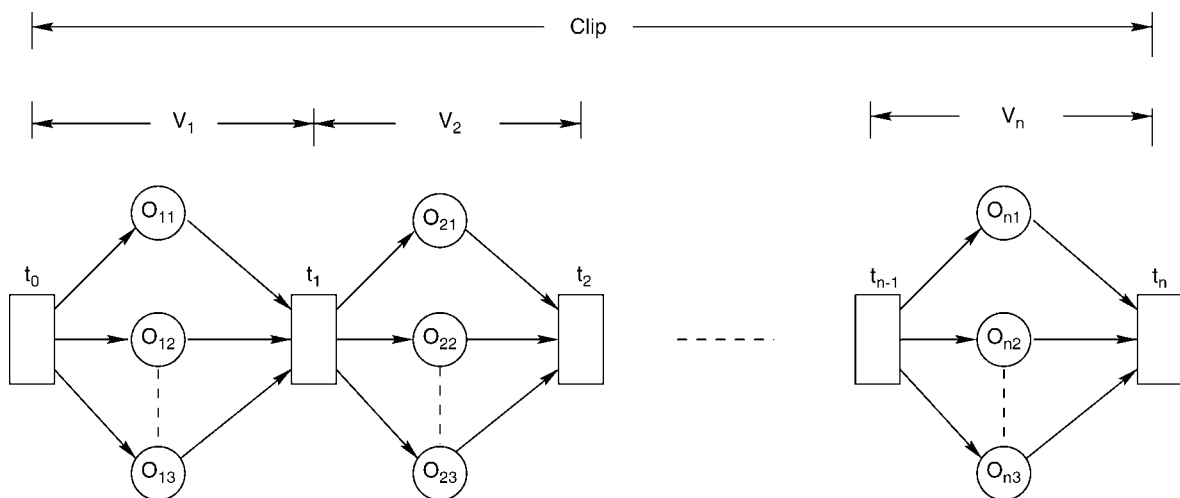 Clip
V1 V2 Vn
O11 O21 On1
t0 t1 t2 tn-1 tn
O12 O22 On2
O13 O23 On3